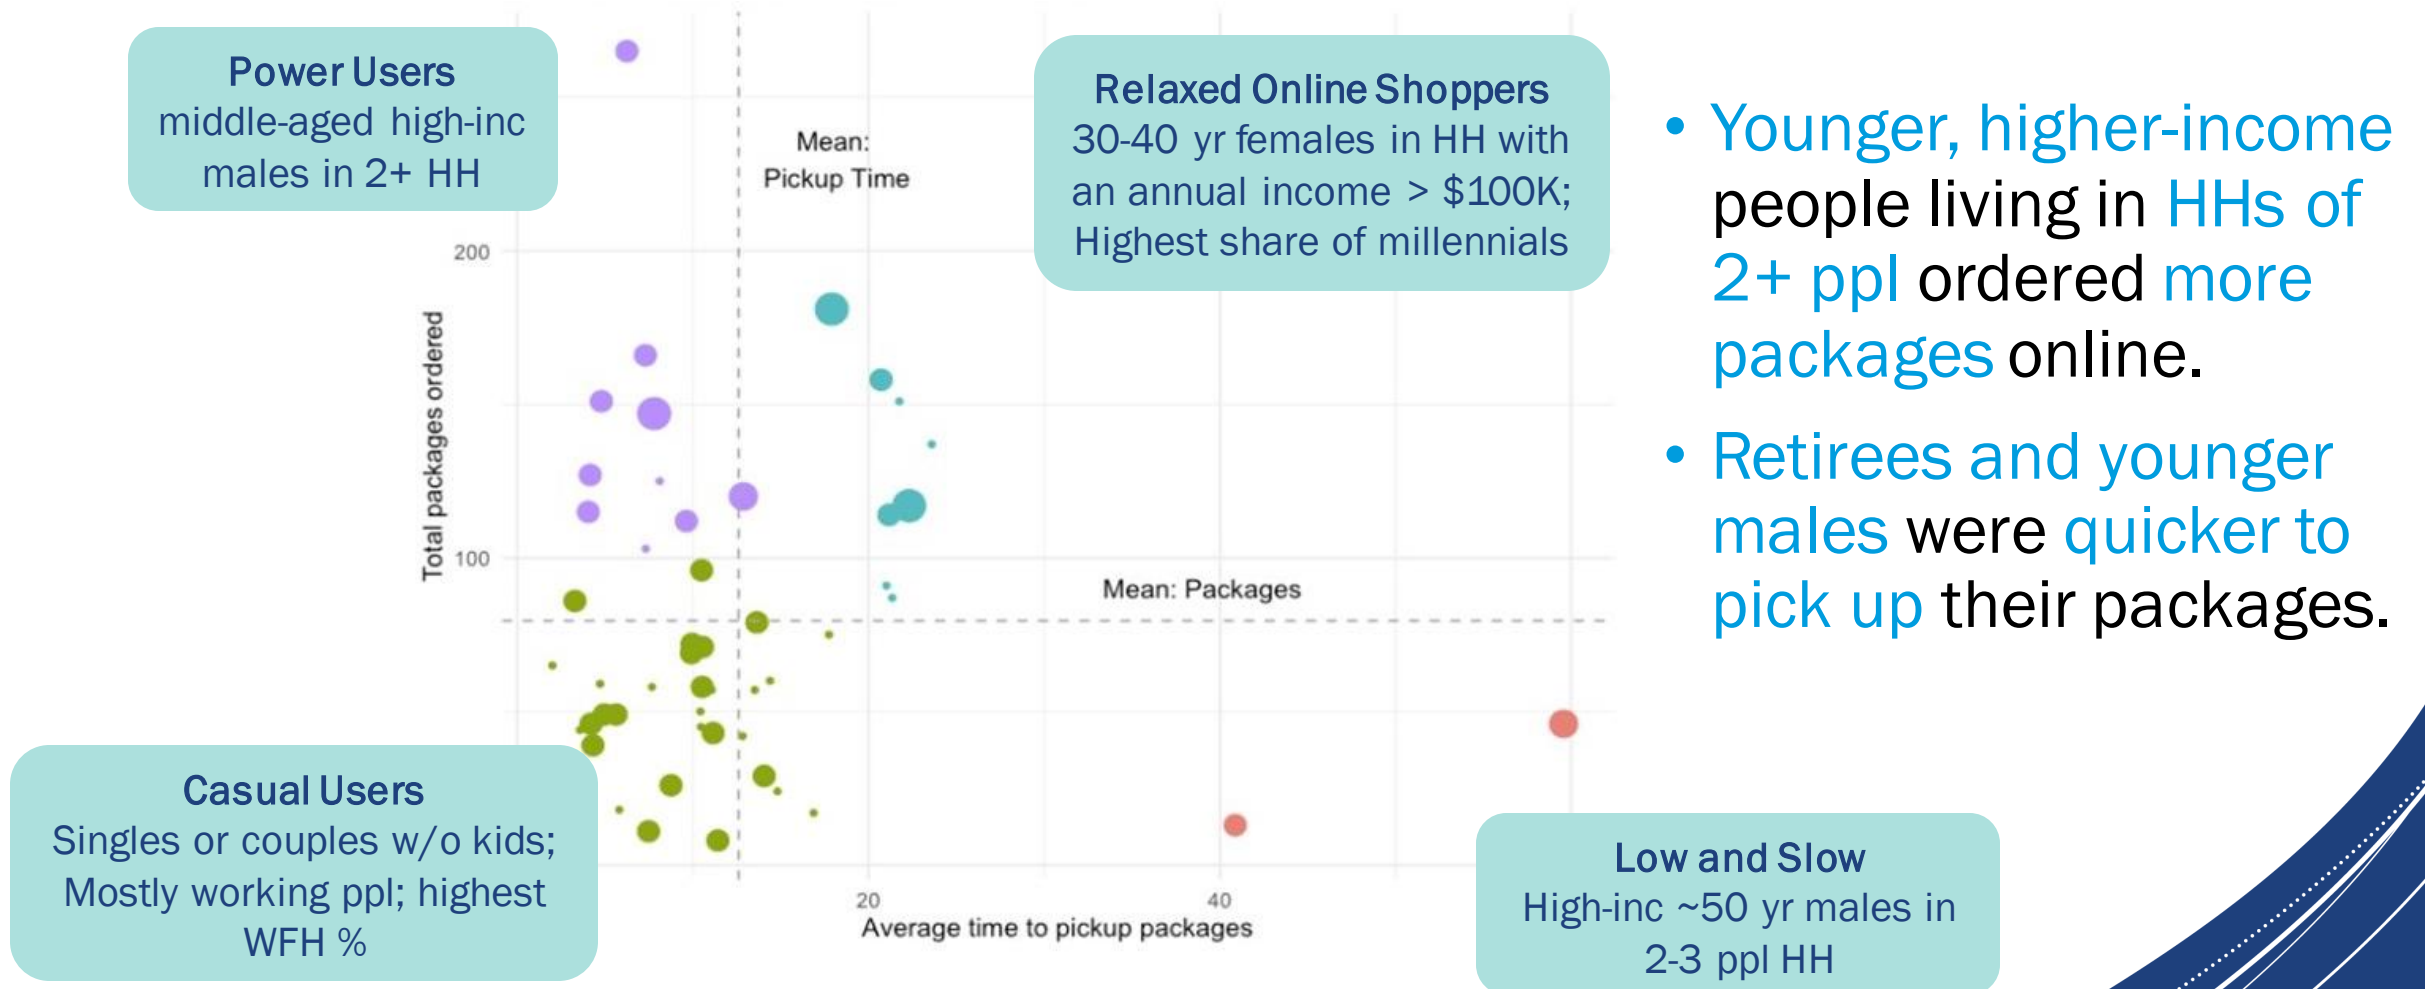 Power Users
middle-aged high-inc
males in 2+ HH
Mean:
Pickup Time
Relaxed Online Shoppers
30-40 yr females in HH with
an annual income > $100K;
Highest share of millennials
200
100
Total packages ordered
Mean: Packages
20
40
Average time to pickup packages
Casual Users
Singles or couples w/o kids;
Mostly working ppl; highest
WFH %
Low and Slow
High-inc ~50 yr males in
2-3 ppl HH
• Younger, higher-income
people living in HHs of
2+ ppl ordered more
packages online.
• Retirees and younger
males were quicker to
pick up their packages.